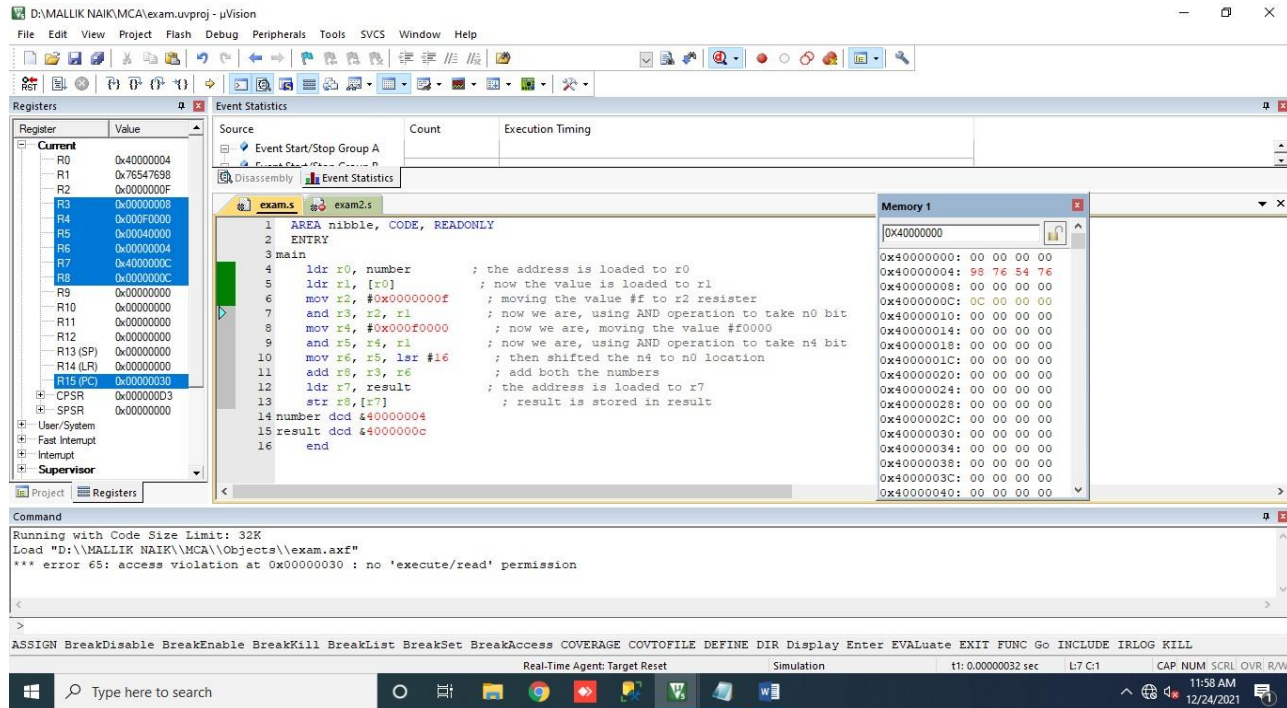 D:\MALLIK NAIK\MCA\exam.uvproj - µVision
File Edit View Project Flash Debug Peripherals Tools SVCS Window Help
RST
Registers
Register Value
Current
R0 0x40000004
R1 0x76547698
R2 0x0000000F
R3 0x00000008
R4 0x000F0000
R5 0x00040000
R6 0x00000004
R7 0x4000000C
R8 0x0000000C
R9 0x00000000
R10 0x00000000
R11 0x00000000
R12 0x00000000
R13 (SP) 0x00000000
R14 (LR) 0x00000000
R15 (PC) 0x00000030
CPSR 0x000000D3
SPSR 0x00000000
User/System
Fast Interrupt
Interrupt
Supervisor
Project Registers
Event Statistics
Source Count Execution Timing
Event Start/Stop Group A
Event Start/Stop Group B
Disassembly Event Statistics
exam.s exam2.s
1 AREA nibble, CODE, READONLY
2 ENTRY
3 main
4 ldr r0, number ; the address is loaded to r0
5 ldr r1, [r0] ; now the value is loaded to r1
6 mov r2, #0x0000000f ; moving the value #f to r2 resister
7 and r3, r2, r1 ; now we are, using AND operation to take n0 bit
8 mov r4, #0x000f0000 ; now we are, moving the value #f0000
9 and r5, r4, r1 ; now we are, using AND operation to take n4 bit
10 mov r6, r5, lsr #16 ; then shifted the n4 to n0 location
11 add r8, r3, r6 ; add both the numbers
12 ldr r7, result ; the address is loaded to r7
13 str r8,[r7] ; result is stored in result
14 number dcd &40000004
15 result dcd &4000000c
16 end
Memory 1
0X40000000
0x40000000: 00 00 00 00
0x40000004: 98 76 54 76
0x40000008: 00 00 00 00
0x4000000C: 0C 00 00 00
0x40000010: 00 00 00 00
0x40000014: 00 00 00 00
0x40000018: 00 00 00 00
0x4000001C: 00 00 00 00
0x40000020: 00 00 00 00
0x40000024: 00 00 00 00
0x40000028: 00 00 00 00
0x4000002C: 00 00 00 00
0x40000030: 00 00 00 00
0x40000034: 00 00 00 00
0x40000038: 00 00 00 00
0x4000003C: 00 00 00 00
0x40000040: 00 00 00 00
Command
Running with Code Size Limit: 32K
Load "D:\\MALLIK NAIK\\MCA\\Objects\\exam.axf"
*** error 65: access violation at 0x00000030 : no 'execute/read' permission
>
ASSIGN BreakDisable BreakEnable BreakKill BreakList BreakSet BreakAccess COVERAGE COVTOFILE DEFINE DIR Display Enter EVALuate EXIT FUNC Go INCLUDE IRLOG KILL
Real-Time Agent: Target Reset Simulation t1: 0.00000032 sec L:7 C:1 CAP NUM SCRL OVR R/W
Type here to search
11:58 AM
12/24/2021